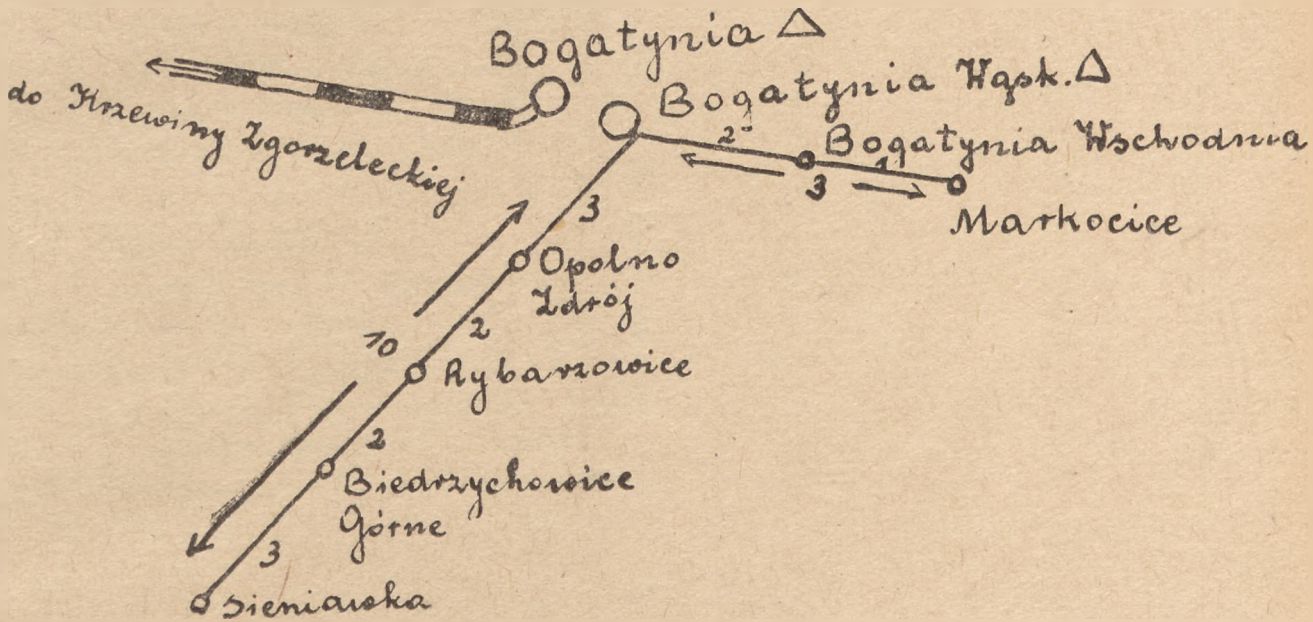 Bogatynia
do Krzewiny Zgorzeleckiej
Bogatynia Wąsk.
2
Bogatynia Wschodnia
1
3
Markocice
3
Opolno
Zdrój
10
2
Rybarzowice
2
Biedrzychowice
Górne
3
Sieniawka